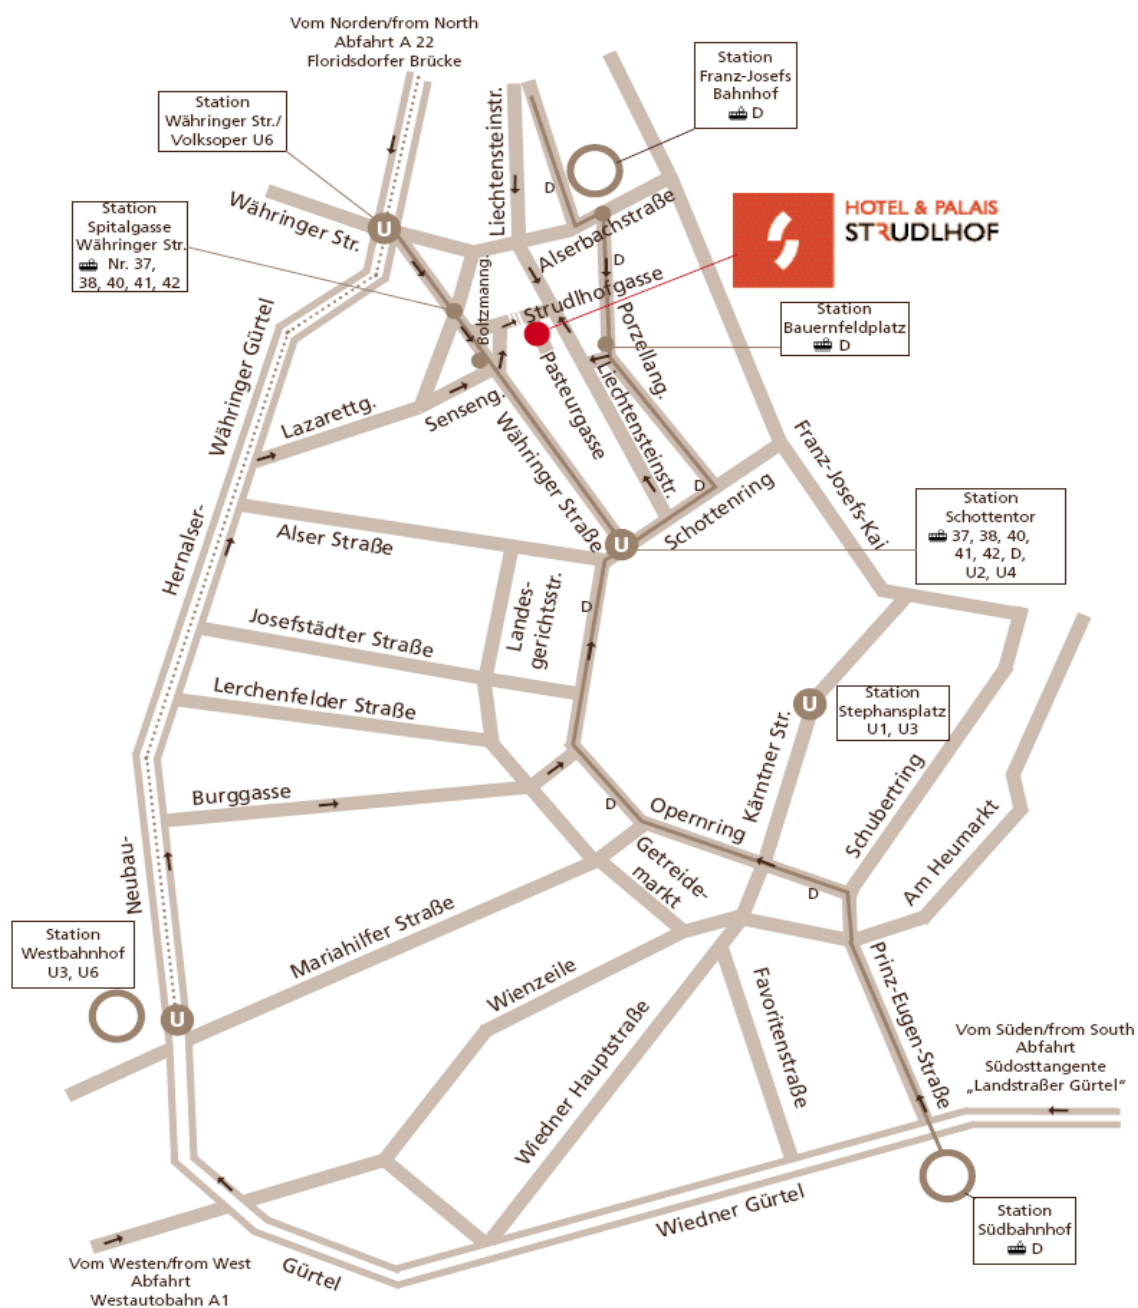 Vom Norden/from North
Abfahrt A 22
Floridsdorfer Brücke
Station
Franz-Josefs
Bahnhof
D
Station
Währinger Str./
Volksoper U6
Liechtensteinstr.
D
Währinger Str.
Station
Spitalgasse
Währinger Str.
Nr. 37,
38, 40, 41, 42
U
Alserbachstraße
HOTEL & PALAIS
STRUDLHOF
D
Boltzmanng.
Strudlhofgasse
Porzellang.
Station
Bauernfeldplatz
D
Währinger Gürtel
Lazarettg.
Senseng.
Pasteurgasse
Liechtensteinstr.
Währinger Straße
D
Schottenring
Franz-Josefs-Kai
Station
Schottentor
37, 38, 40,
41, 42, D,
U2, U4
U
Hernalser-
Alser Straße
Landes-
gerichtsstr.
D
Josefstädter Straße
Lerchenfelder Straße
U
Station
Stephansplatz
U1, U3
Kärntner Str.
Burggasse
D
Opernring
Schubertring
Am Heumarkt
Getreide-
markt
D
Neubau-
Mariahilfer Straße
Station
Westbahnhof
U3, U6
U
Wienzeile
Wiedner Hauptstraße
Favoritenstraße
Prinz-Eugen-Straße
Vom Süden/from South
Abfahrt
Südosttangente
„Landstraßer Gürtel“
Wiedner Gürtel
Station
Südbahnhof
D
Gürtel
Vom Westen/from West
Abfahrt
Westautobahn A1